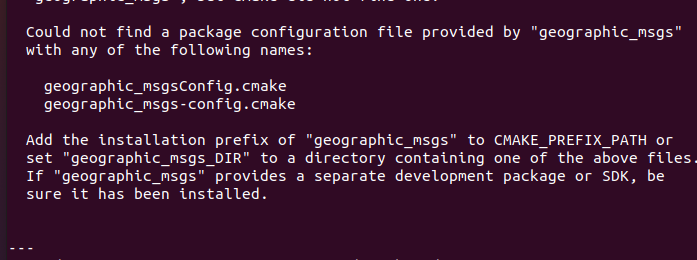 Could not find a package configuration file provided by "geographic_msgs"
with any of the following names:
geographic_msgsConfig.cmake
geographic_msgs-config.cmake
Add the installation prefix of "geographic_msgs" to CMAKE_PREFIX_PATH or
set "geographic_msgs_DIR" to a directory containing one of the above files.
If "geographic_msgs" provides a separate development package or SDK, be
sure it has been installed.
---